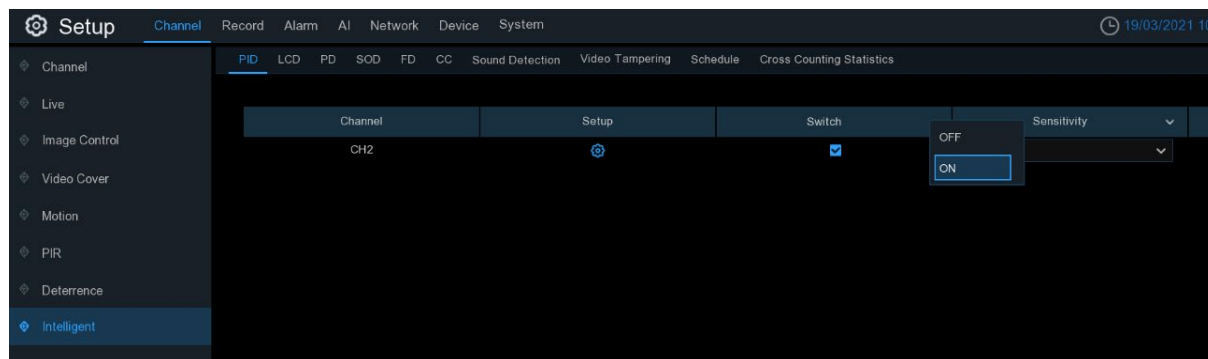 Setup Channel Record Alarm AI Network Device System 19/03/2021
Channel
Live
Image Control
Video Cover
Motion
PIR
Deterrence
Intelligent
PID LCD PD SOD FD CC Sound Detection Video Tampering Schedule Cross Counting Statistics
Channel Setup Switch Sensitivity
CH2
OFF
ON